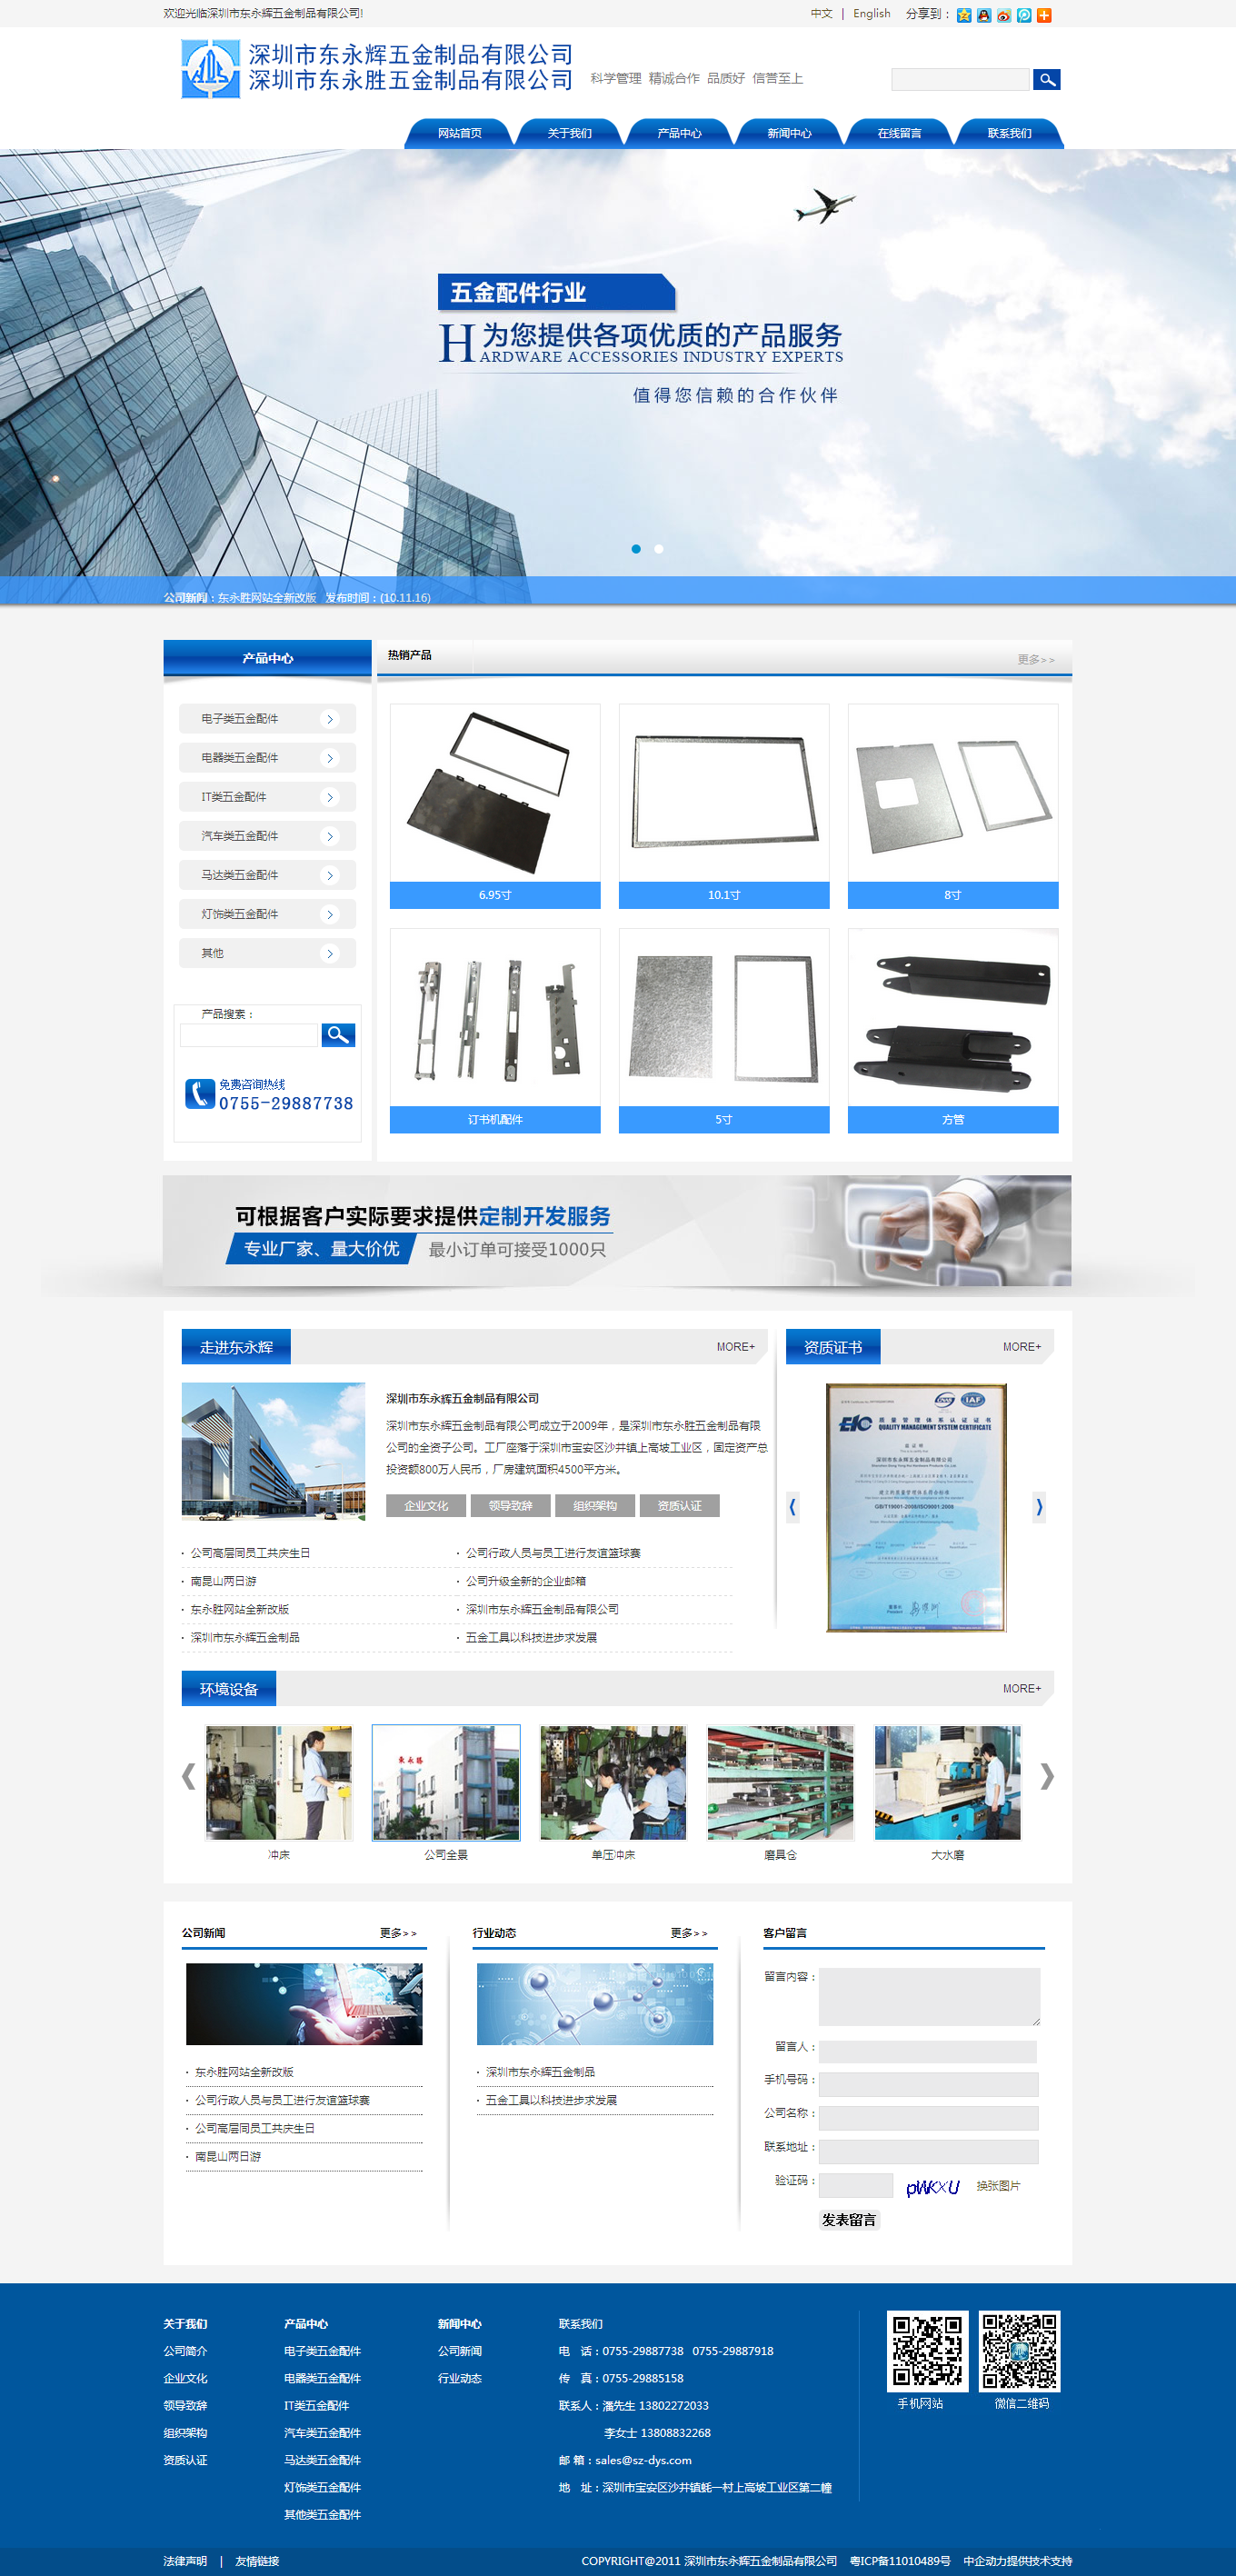 欢迎光临深圳市东永辉五金制品有限公司!
中文 | English 分享到：
深圳市东永辉五金制品有限公司
深圳市东永胜五金制品有限公司
科学管理 精诚合作 品质好 信誉至上
网站首页 关于我们 产品中心 新闻中心 在线留言 联系我们
五金配件行业
为您提供各项优质的产品服务
HARDWARE ACCESSORIES INDUSTRY EXPERTS
值得您信赖的合作伙伴
公司新闻：东永胜网站全新改版 发布时间：(10.11.16)
产品中心
热销产品
更多>>
电子类五金配件
电器类五金配件
IT类五金配件
汽车类五金配件
马达类五金配件
灯饰类五金配件
其他
6.95寸 10.1寸 8寸
产品搜索：
免费咨询热线
0755-29887738
订书机配件 5寸 方管
可根据客户实际要求提供定制开发服务
专业厂家、量大价优 最小订单可接受1000只
走进东永辉 MORE+
资质证书 MORE+
深圳市东永辉五金制品有限公司
深圳市东永辉五金制品有限公司成立于2009年，是深圳市东永胜五金制品有限
公司的全资子公司。工厂座落于深圳市宝安区沙井镇上高坡工业区，固定资产总
投资额800万人民币，厂房建筑面积4500平方米。
企业文化 领导致辞 组织架构 资质认证
EIC 质量管理体系认证证书
QUALITY MANAGEMENT SYSTEM CERTIFICATE
深圳市东永辉五金制品有限公司
GB/T19001-2008/ISO9001:2008
· 公司高层同员工共庆生日
· 公司行政人员与员工进行友谊篮球赛
· 南昆山两日游
· 公司升级全新的企业邮箱
· 东永胜网站全新改版
· 深圳市东永辉五金制品有限公司
· 深圳市东永辉五金制品
· 五金工具以科技进步求发展
环境设备 MORE+
東永勝
冲床 公司全景 单压冲床 磨具仓 大水磨
公司新闻 更多>>
行业动态 更多>>
客户留言
· 东永胜网站全新改版
· 公司行政人员与员工进行友谊篮球赛
· 公司高层同员工共庆生日
· 南昆山两日游
· 深圳市东永辉五金制品
· 五金工具以科技进步求发展
留言内容：
留言人：
手机号码：
公司名称：
联系地址：
验证码： pWKXU 换张图片
发表留言
关于我们
公司简介
企业文化
领导致辞
组织架构
资质认证
产品中心
电子类五金配件
电器类五金配件
IT类五金配件
汽车类五金配件
马达类五金配件
灯饰类五金配件
其他类五金配件
新闻中心
公司新闻
行业动态
联系我们
电 话：0755-29887738 0755-29887918
传 真：0755-29885158
联系人：潘先生 13802272033
李女士 13808832268
邮 箱：sales@sz-dys.com
地 址：深圳市宝安区沙井镇蚝一村上高坡工业区第二幢
手机网站 微信二维码
法律声明 | 友情链接
COPYRIGHT@2011 深圳市东永辉五金制品有限公司 粤ICP备11010489号 中企动力提供技术支持